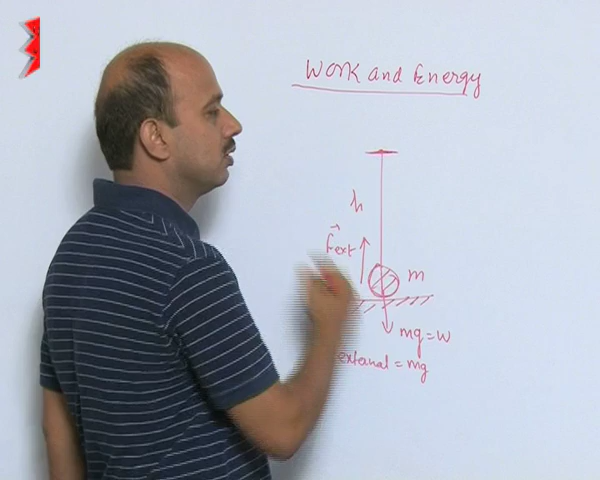 Work and Energy
h
F⃗ext
m
mg = W
external = mg